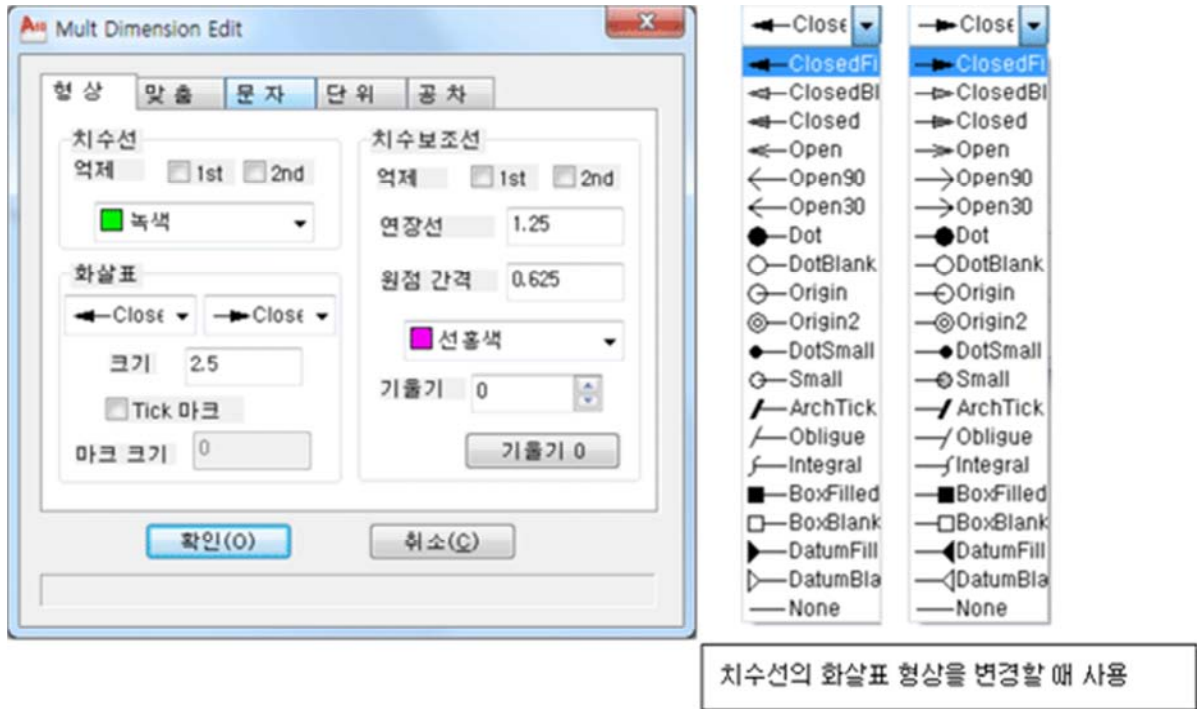 A10 Mult Dimension Edit
형 상 맞 춤 문 자 단 위 공 차
치수선
억제 1st 2nd
녹색
화살표
Close Close
크기 2.5
Tick 마크
마크 크기 0
치수보조선
억제 1st 2nd
연장선 1.25
원점 간격 0.625
선홍색
기울기 0
기울기 0
확인(O) 취소(C)
Close
ClosedFi
ClosedBl
Closed
Open
Open90
Open30
Dot
DotBlank
Origin
Origin2
DotSmall
Small
ArchTick
Obligue
Integral
BoxFilled
BoxBlank
DatumFill
DatumBla
None
Close
ClosedFi
ClosedBl
Closed
Open
Open90
Open30
Dot
DotBlank
Origin
Origin2
DotSmall
Small
ArchTick
Obligue
Integral
BoxFilled
BoxBlank
DatumFill
DatumBla
None
치수선의 화살표 형상을 변경할 때 사용